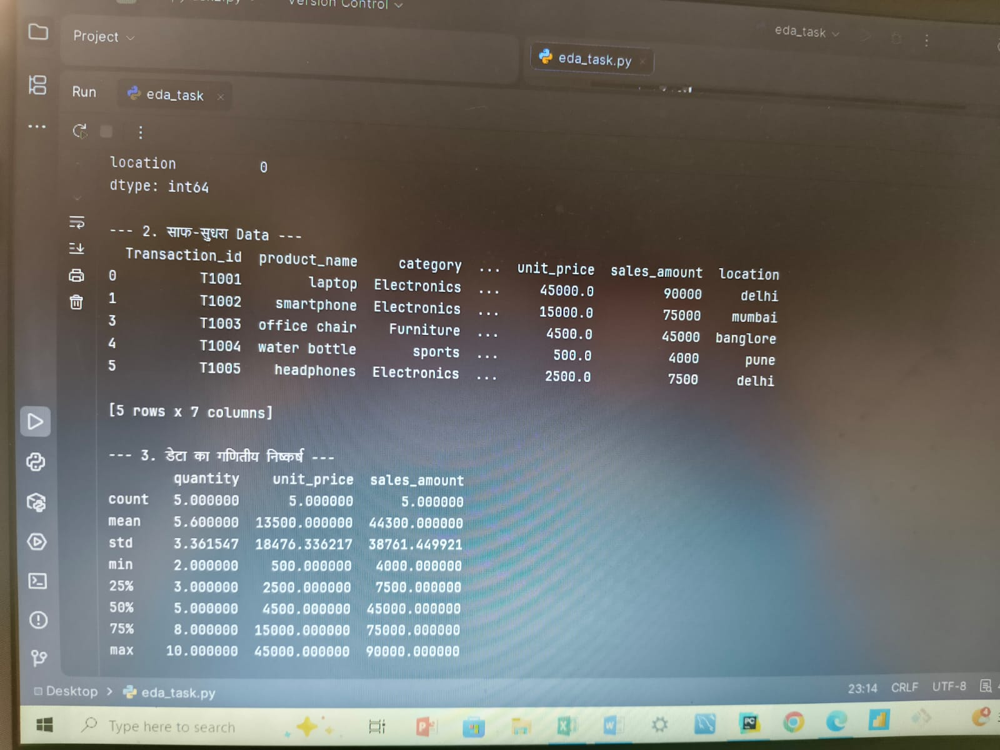 Version Control
Project
eda_task
eda_task.py
Run
eda_task
location 0
dtype: int64
--- 2. साफ-सुधरा Data ---
Transaction_id product_name category ... unit_price sales_amount location
0 T1001 laptop Electronics ... 45000.0 90000 delhi
1 T1002 smartphone Electronics ... 15000.0 75000 mumbai
3 T1003 office chair Furniture ... 4500.0 45000 banglore
4 T1004 water bottle sports ... 500.0 4000 pune
5 T1005 headphones Electronics ... 2500.0 7500 delhi
[5 rows x 7 columns]
--- 3. डेटा का गणितीय निष्कर्ष ---
quantity unit_price sales_amount
count 5.000000 5.000000 5.000000
mean 5.600000 13500.000000 44300.000000
std 3.361547 18476.336217 38761.449921
min 2.000000 500.000000 4000.000000
25% 3.000000 2500.000000 7500.000000
50% 5.000000 4500.000000 45000.000000
75% 8.000000 15000.000000 75000.000000
max 10.000000 45000.000000 90000.000000
Desktop > eda_task.py
23:14 CRLF UTF-8
Type here to search